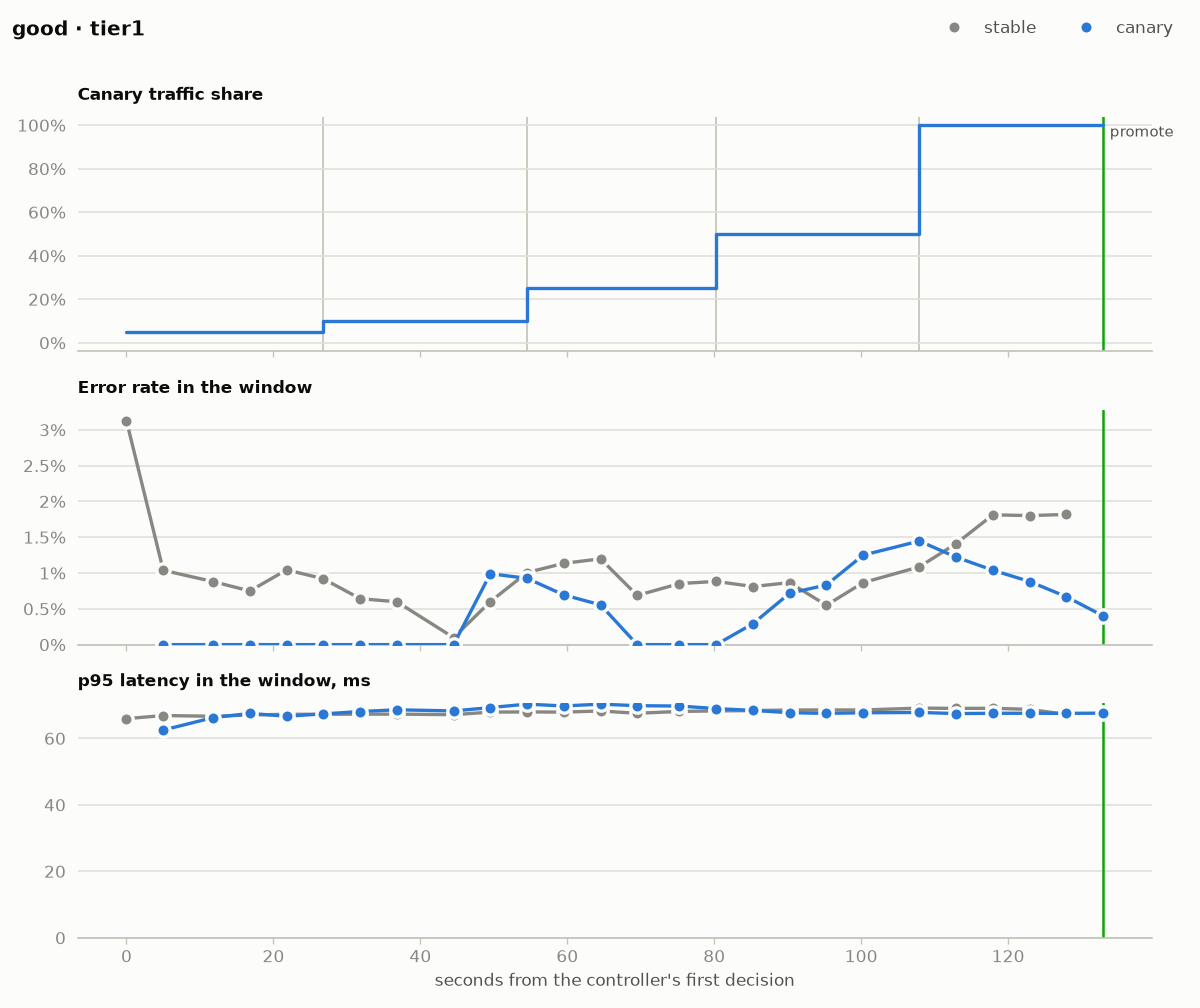 good · tier1
stable canary
Canary traffic share
100%
promote
80%
60%
40%
20%
0%
Error rate in the window
3%
2.5%
2%
1.5%
1%
0.5%
0%
p95 latency in the window, ms
60
40
20
0
0 20 40 60 80 100 120
seconds from the controller's first decision